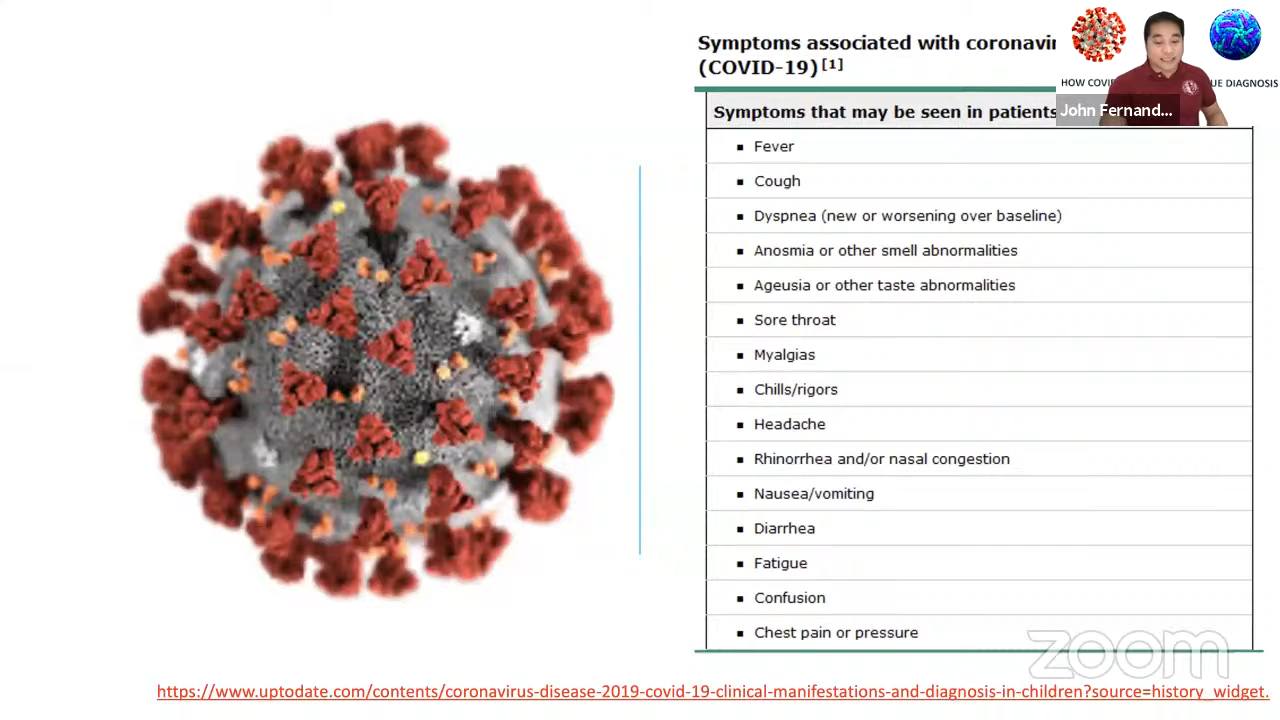 Symptoms associated with coronavir
(COVID-19)[1]
HOW COVI
UE DIAGNOSIS
Symptoms that may be seen in patients
John Fernand...
▪ Fever
▪ Cough
▪ Dyspnea (new or worsening over baseline)
▪ Anosmia or other smell abnormalities
▪ Ageusia or other taste abnormalities
▪ Sore throat
▪ Myalgias
▪ Chills/rigors
▪ Headache
▪ Rhinorrhea and/or nasal congestion
▪ Nausea/vomiting
▪ Diarrhea
▪ Fatigue
▪ Confusion
▪ Chest pain or pressure
zoom
https://www.uptodate.com/contents/coronavirus-disease-2019-covid-19-clinical-manifestations-and-diagnosis-in-children?source=history_widget.